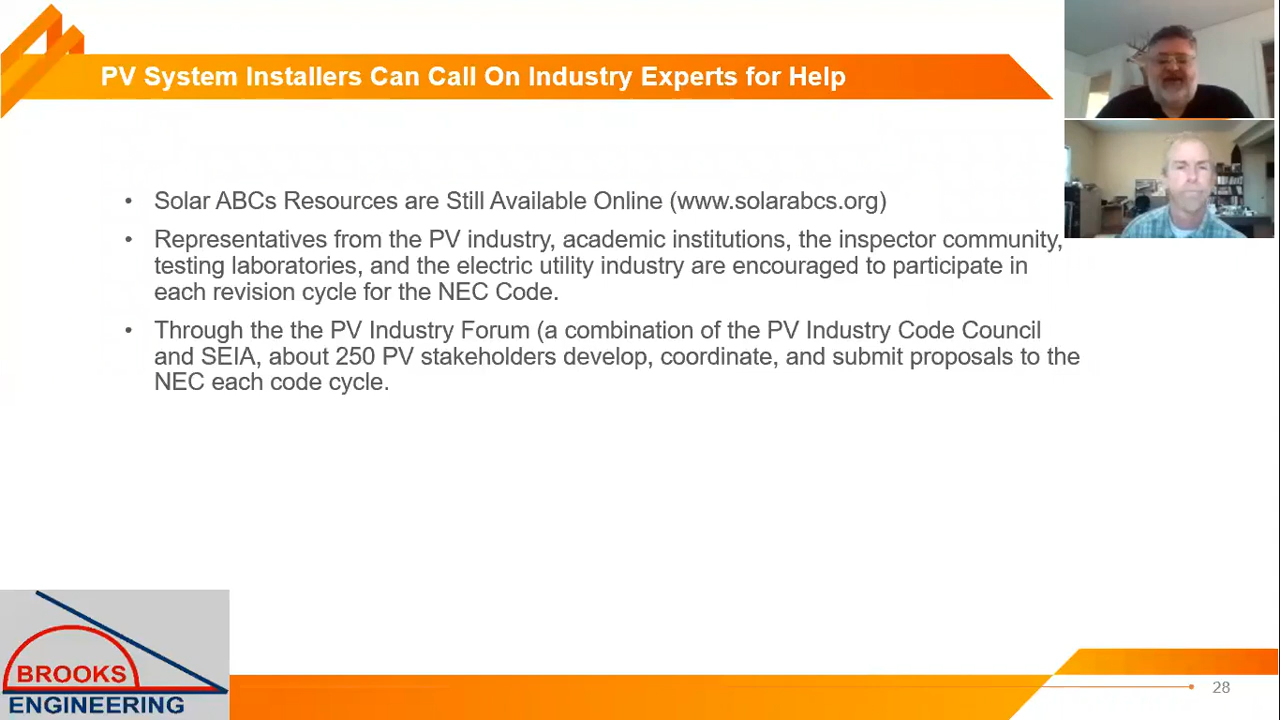 PV System Installers Can Call On Industry Experts for Help
• Solar ABCs Resources are Still Available Online (www.solarabcs.org)
• Representatives from the PV industry, academic institutions, the inspector community,
testing laboratories, and the electric utility industry are encouraged to participate in
each revision cycle for the NEC Code.
• Through the the PV Industry Forum (a combination of the PV Industry Code Council
and SEIA, about 250 PV stakeholders develop, coordinate, and submit proposals to the
NEC each code cycle.
BROOKS
ENGINEERING
28